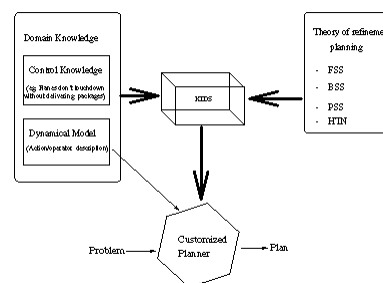 Domain Knowledge
Control Knowledge
(eg. Planes don't touchdown
without delivering packages)
Dynamical Model
(Action/operator description)
KIDS
Theory of refinement
planning
- FSS
- BSS
- PSS
- HTN
Problem
Customized
Planner
Plan